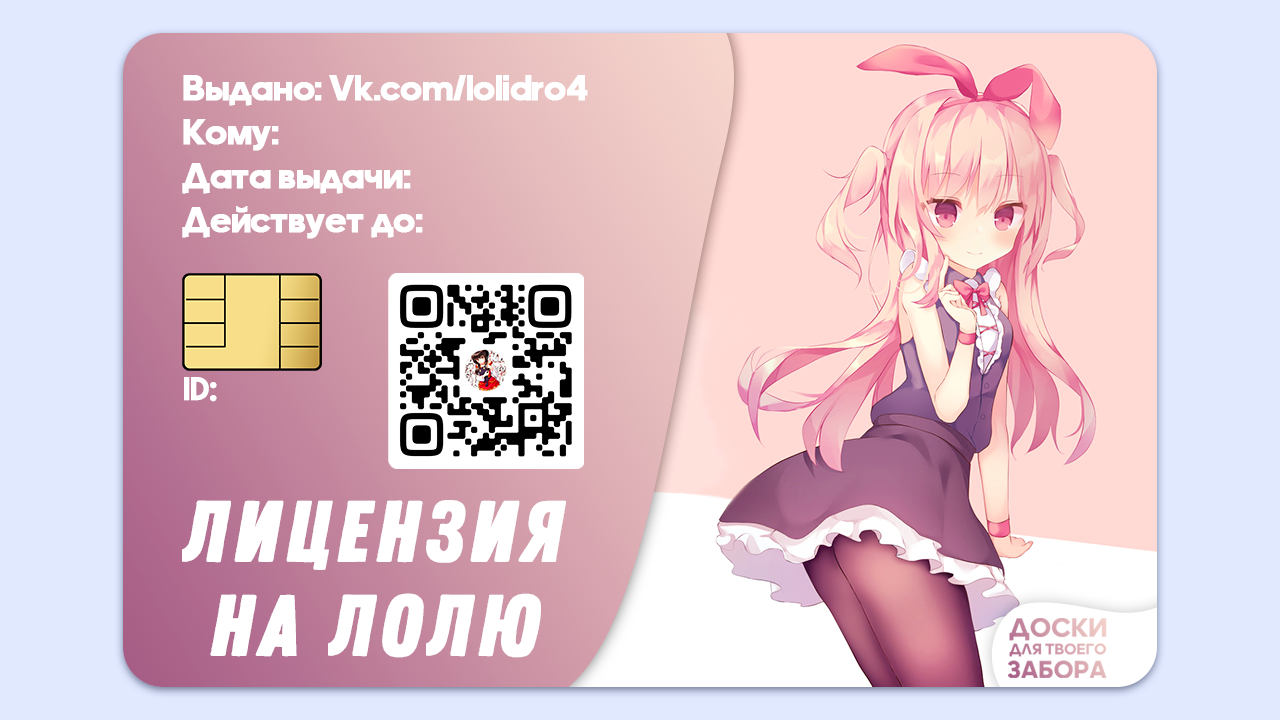 Выдано: Vk.com/lolidro4
Кому:
Дата выдачи:
Действует до:
ID:
ЛИЦЕНЗИЯ
НА ЛОЛЮ
ДОСКИ
ДЛЯ ТВОЕГО
ЗАБОРА